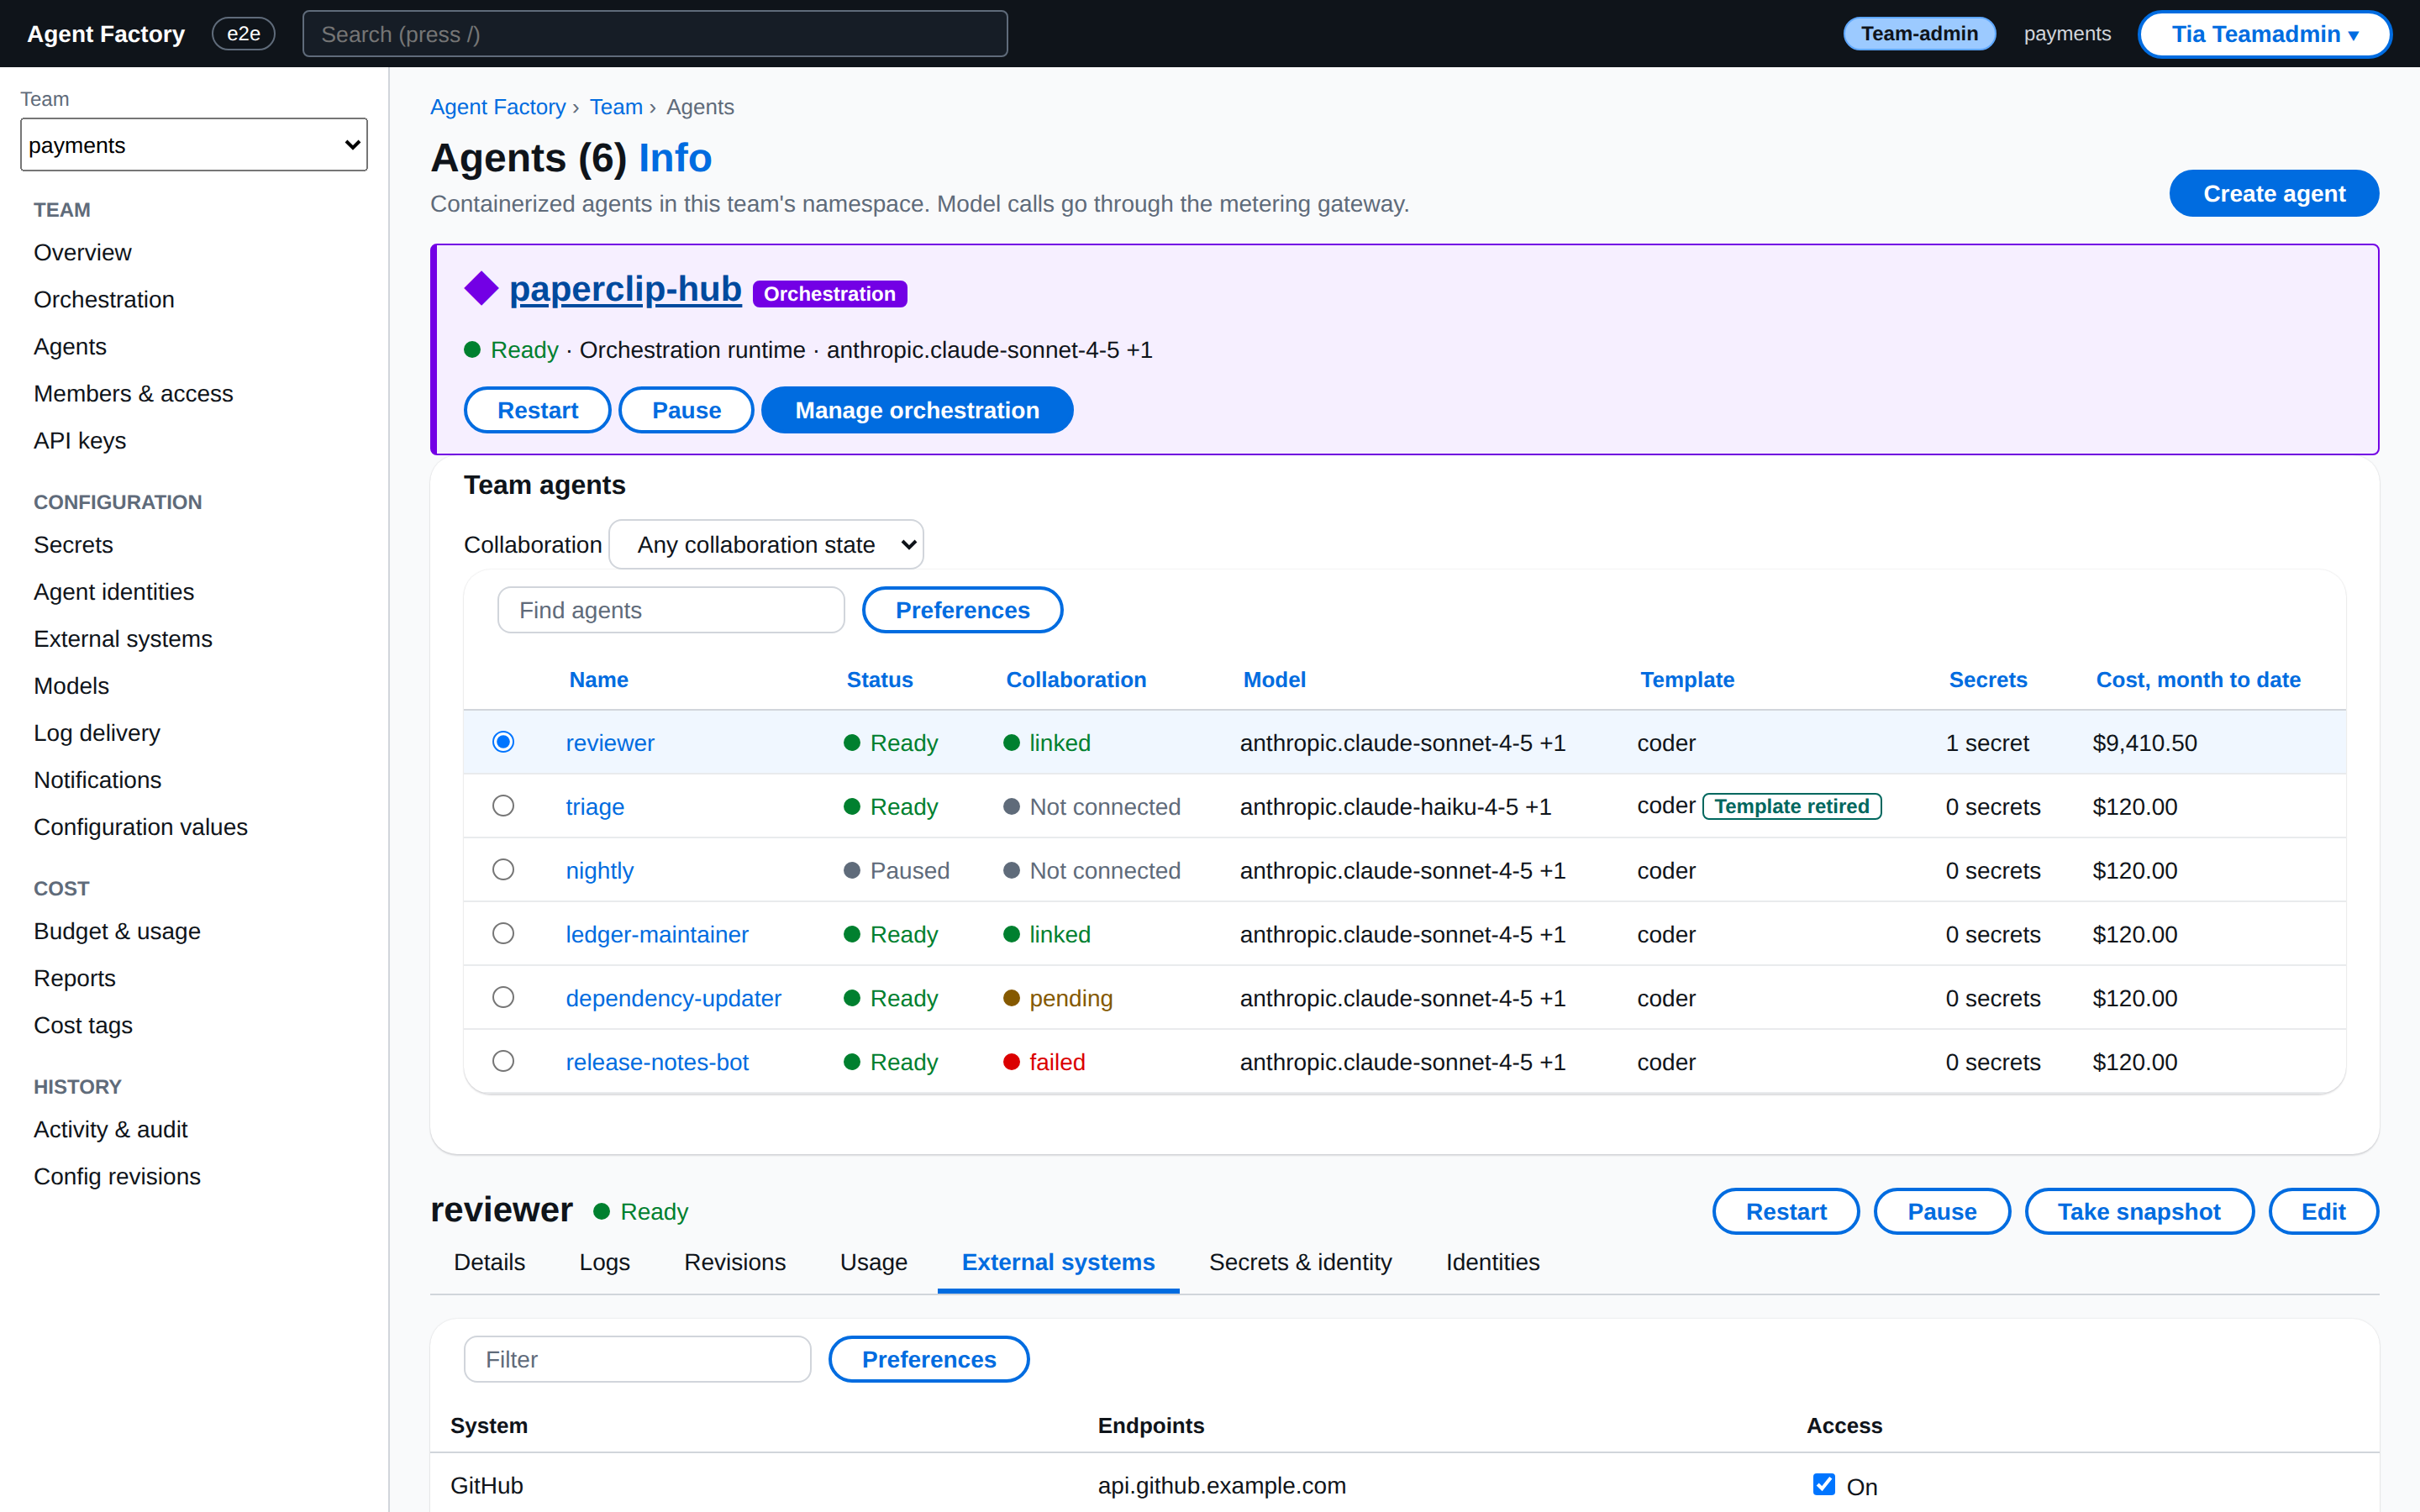 Agent Factory e2e Search (press /) Team-admin payments Tia Teamadmin ▾
Team
payments
TEAM
Overview
Orchestration
Agents
Members & access
API keys
CONFIGURATION
Secrets
Agent identities
External systems
Models
Log delivery
Notifications
Configuration values
COST
Budget & usage
Reports
Cost tags
HISTORY
Activity & audit
Config revisions
Agent Factory › Team › Agents
Agents (6) Info
Containerized agents in this team's namespace. Model calls go through the metering gateway.
Create agent
paperclip-hub Orchestration
Ready · Orchestration runtime · anthropic.claude-sonnet-4-5 +1
Restart Pause Manage orchestration
Team agents
Collaboration Any collaboration state
Find agents Preferences
Name Status Collaboration Model Template Secrets Cost, month to date
reviewer Ready linked anthropic.claude-sonnet-4-5 +1 coder 1 secret $9,410.50
triage Ready Not connected anthropic.claude-haiku-4-5 +1 coder Template retired 0 secrets $120.00
nightly Paused Not connected anthropic.claude-sonnet-4-5 +1 coder 0 secrets $120.00
ledger-maintainer Ready linked anthropic.claude-sonnet-4-5 +1 coder 0 secrets $120.00
dependency-updater Ready pending anthropic.claude-sonnet-4-5 +1 coder 0 secrets $120.00
release-notes-bot Ready failed anthropic.claude-sonnet-4-5 +1 coder 0 secrets $120.00
reviewer Ready Restart Pause Take snapshot Edit
Details Logs Revisions Usage External systems Secrets & identity Identities
Filter Preferences
System Endpoints Access
GitHub api.github.example.com On